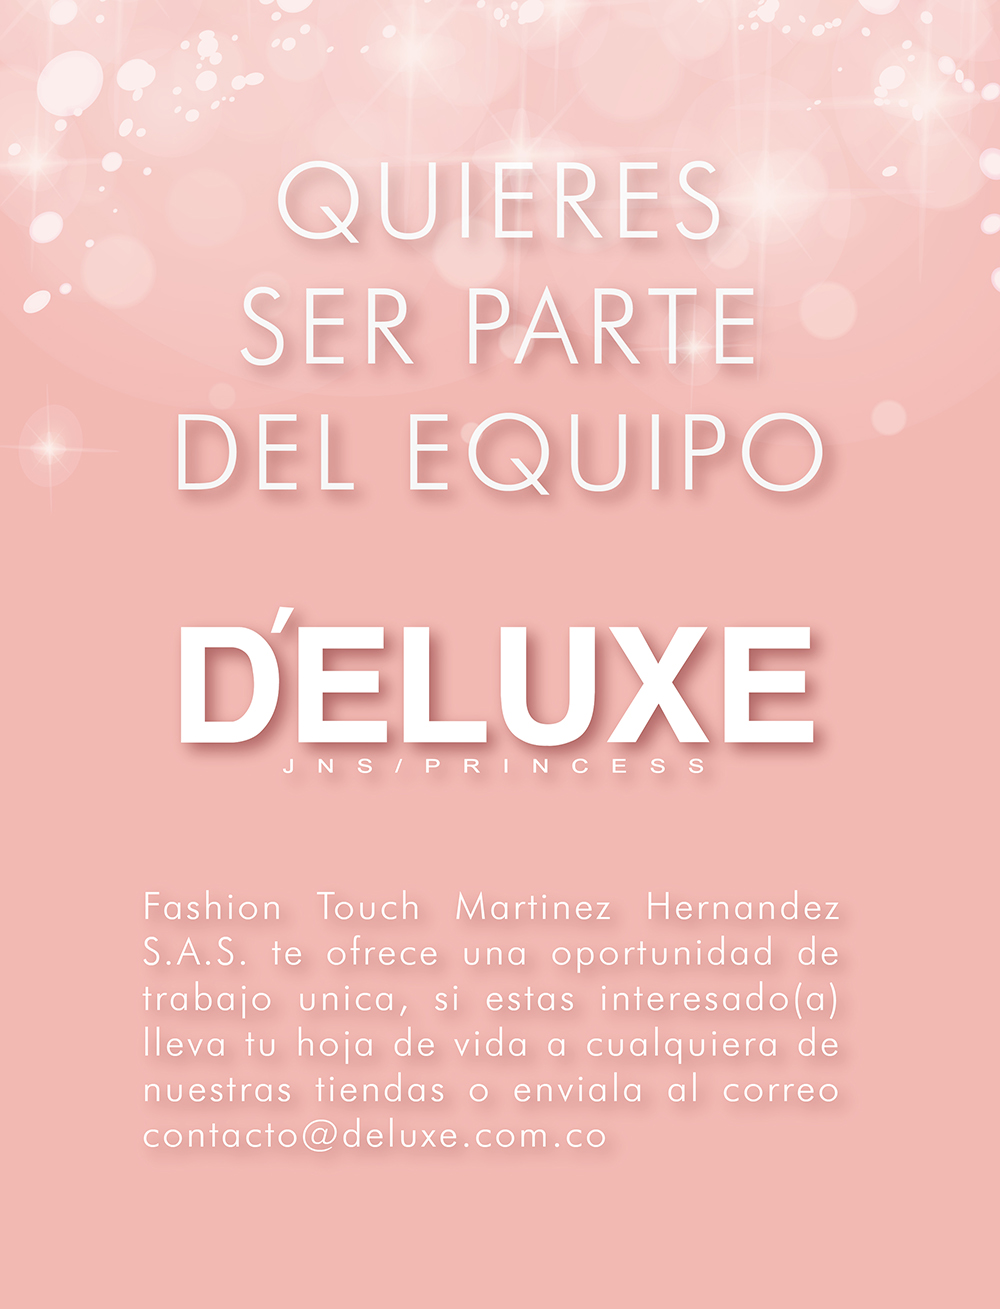 QUIERES
SER PARTE
DEL EQUIPO
D'ELUXE
JNS/PRINCESS
Fashion Touch Martinez Hernandez
S.A.S. te ofrece una oportunidad de
trabajo unica, si estas interesado(a)
lleva tu hoja de vida a cualquiera de
nuestras tiendas o enviala al correo
contacto@deluxe.com.co